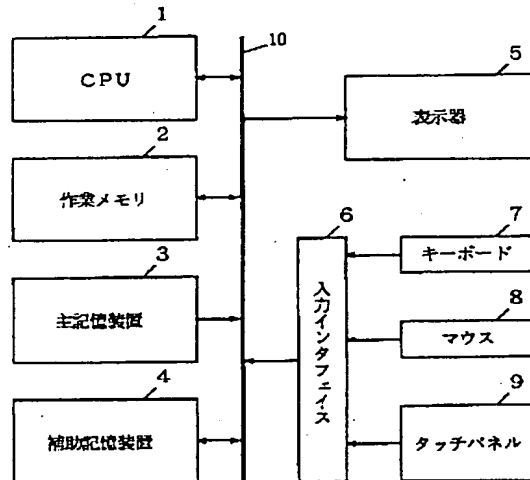 1
CPU
10
5
表示器
2
作業メモリ
6
7
キーボード
3
主記憶装置
入力インタフェイス
8
マウス
4
補助記憶装置
9
タッチパネル